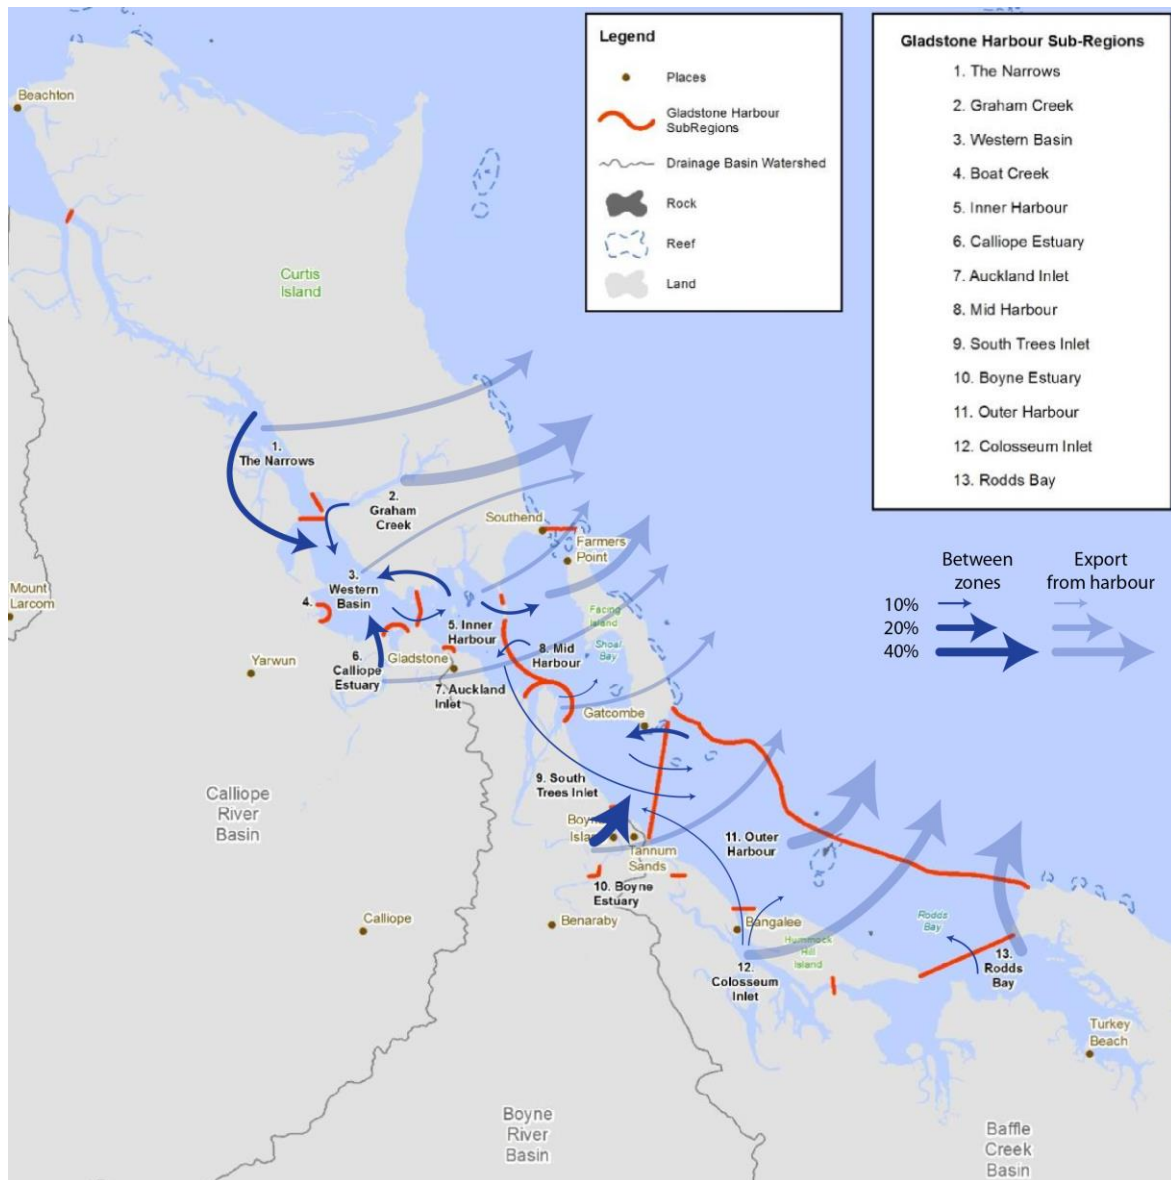 Legend
Places
Gladstone Harbour
SubRegions
Drainage Basin Watershed
Rock
Reef
Land
Gladstone Harbour Sub-Regions
1. The Narrows
2. Graham Creek
3. Western Basin
4. Boat Creek
5. Inner Harbour
6. Calliope Estuary
7. Auckland Inlet
8. Mid Harbour
9. South Trees Inlet
10. Boyne Estuary
11. Outer Harbour
12. Colosseum Inlet
13. Rodds Bay
Between
zones
Export
from harbour
10%
20%
40%
Beachton
Curtis
Island
1.
The Narrows
2.
Graham
Creek
Southend
Farmers
Point
3.
Western
Basin
4.
Mount
Larcom
5. Inner
Harbour
Facing
Island
Shoal
Bay
8. Mid
Harbour
Yarwun
6.
Calliope
Estuary
Gladstone
7. Auckland
Inlet
Gatcombe
9. South
Trees Inlet
Calliope
River
Basin
Boyne
Island
Tannum
Sands
11. Outer
Harbour
10. Boyne
Estuary
Calliope
Benaraby
Bangalee
Hummock
Hill
Island
Rodds
Bay
12.
Colosseum
Inlet
13.
Rodds
Bay
Turkey
Beach
Boyne
River
Basin
Baffle
Creek
Basin